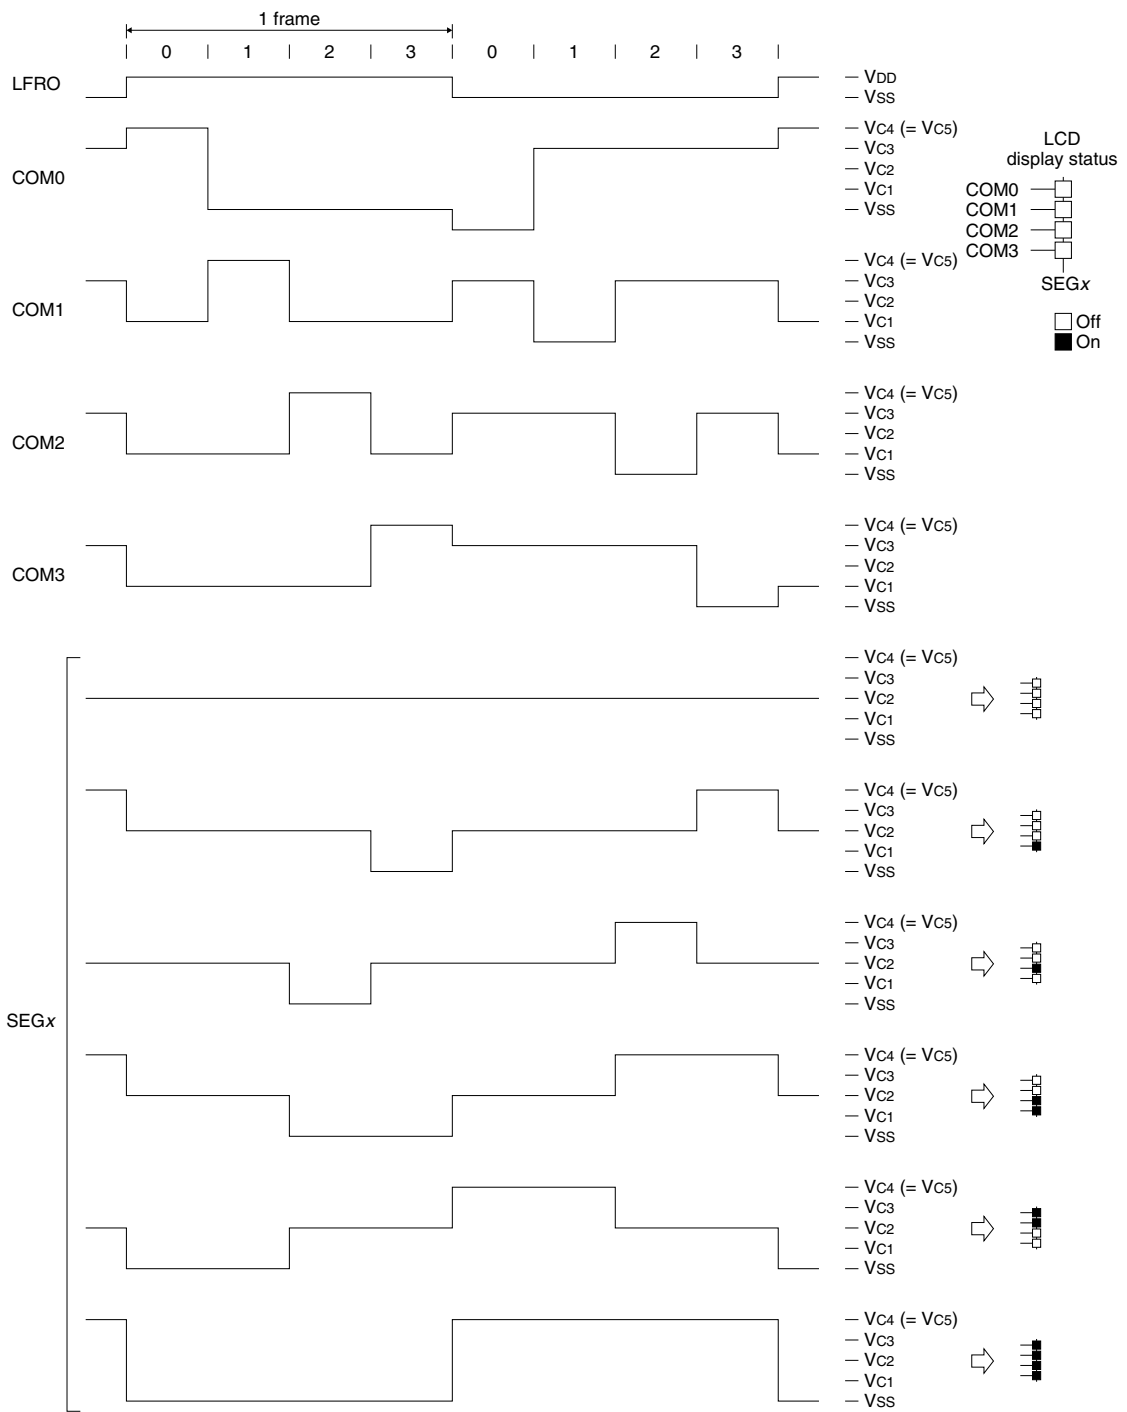 1 frame
0 | 1 | 2 | 3 | 0 | 1 | 2 | 3
LFRO
VDD
VSS
COM0
VC4 (= VC5)
VC3
VC2
VC1
VSS
LCD
display status
COM0
COM1
COM2
COM3
SEGx
Off
On
COM1
VC4 (= VC5)
VC3
VC2
VC1
VSS
COM2
VC4 (= VC5)
VC3
VC2
VC1
VSS
COM3
VC4 (= VC5)
VC3
VC2
VC1
VSS
SEGx
VC4 (= VC5)
VC3
VC2
VC1
VSS
VC4 (= VC5)
VC3
VC2
VC1
VSS
VC4 (= VC5)
VC3
VC2
VC1
VSS
VC4 (= VC5)
VC3
VC2
VC1
VSS
VC4 (= VC5)
VC3
VC2
VC1
VSS
VC4 (= VC5)
VC3
VC2
VC1
VSS